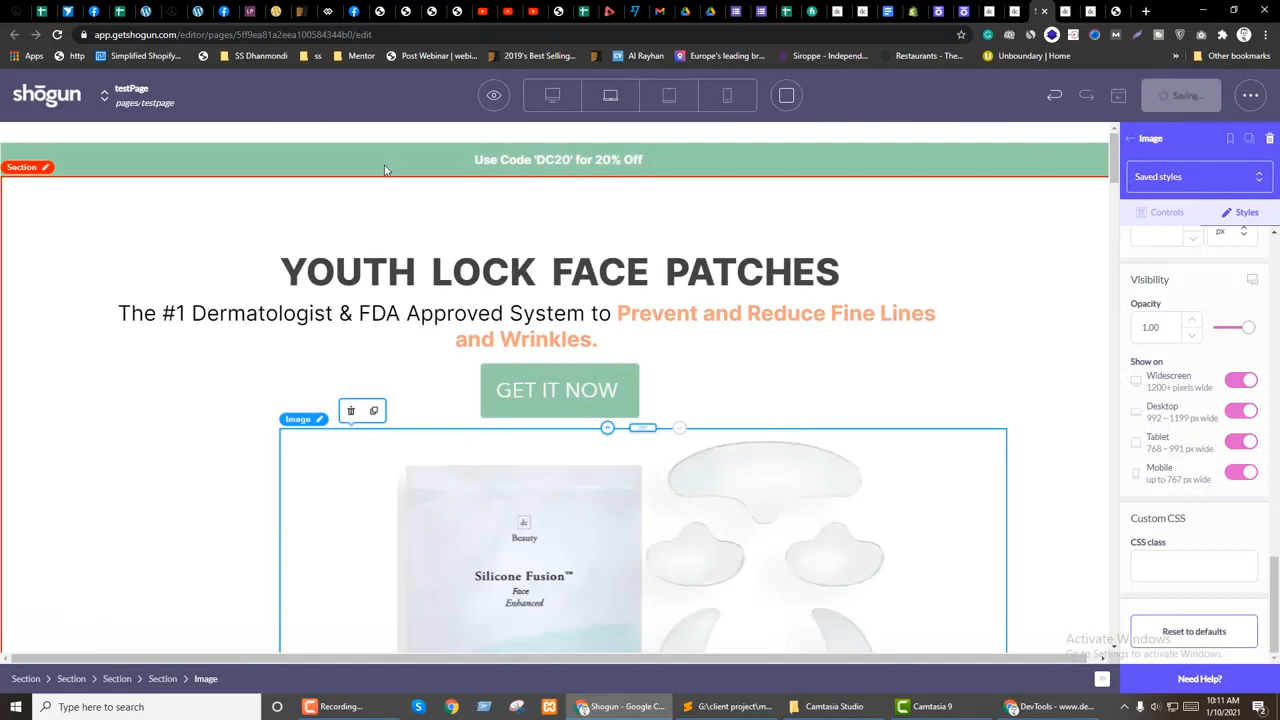 app.getshogun.com/editor/pages/5ff9ea81a2eea100584344b0/edit
Apps
http
Simplified Shopify...
SS Dhanmondi
ss
Mentor
Post Webinar | webi...
2019's Best Selling...
Al Rayhan
Europe's leading br...
Siroppe - Independ...
Restaurants - The...
Unboundary | Home
Other bookmarks
shōgun
testPage
pages/testpage
Saving...
Use Code 'DC20' for 20% Off
Section
YOUTH LOCK FACE PATCHES
The #1 Dermatologist & FDA Approved System to Prevent and Reduce Fine Lines
and Wrinkles.
GET IT NOW
Image
dc
Beauty
Silicone Fusion™
Face
Enhanced
Image
Saved styles
Controls
Styles
px
Visibility
Opacity
1.00
Show on
Widescreen
1200+ pixels wide
Desktop
992 – 1199 px wide
Tablet
768 – 991 px wide
Mobile
up to 767 px wide
Custom CSS
CSS class
Reset to defaults
Activate Windows
Go to Settings to activate Windows.
Section
Section
Section
Section
Image
Need Help?
Type here to search
Recording...
Shogun - Google C...
G:\client project\m...
Camtasia Studio
Camtasia 9
DevTools - www.de...
10:11 AM
1/10/2021